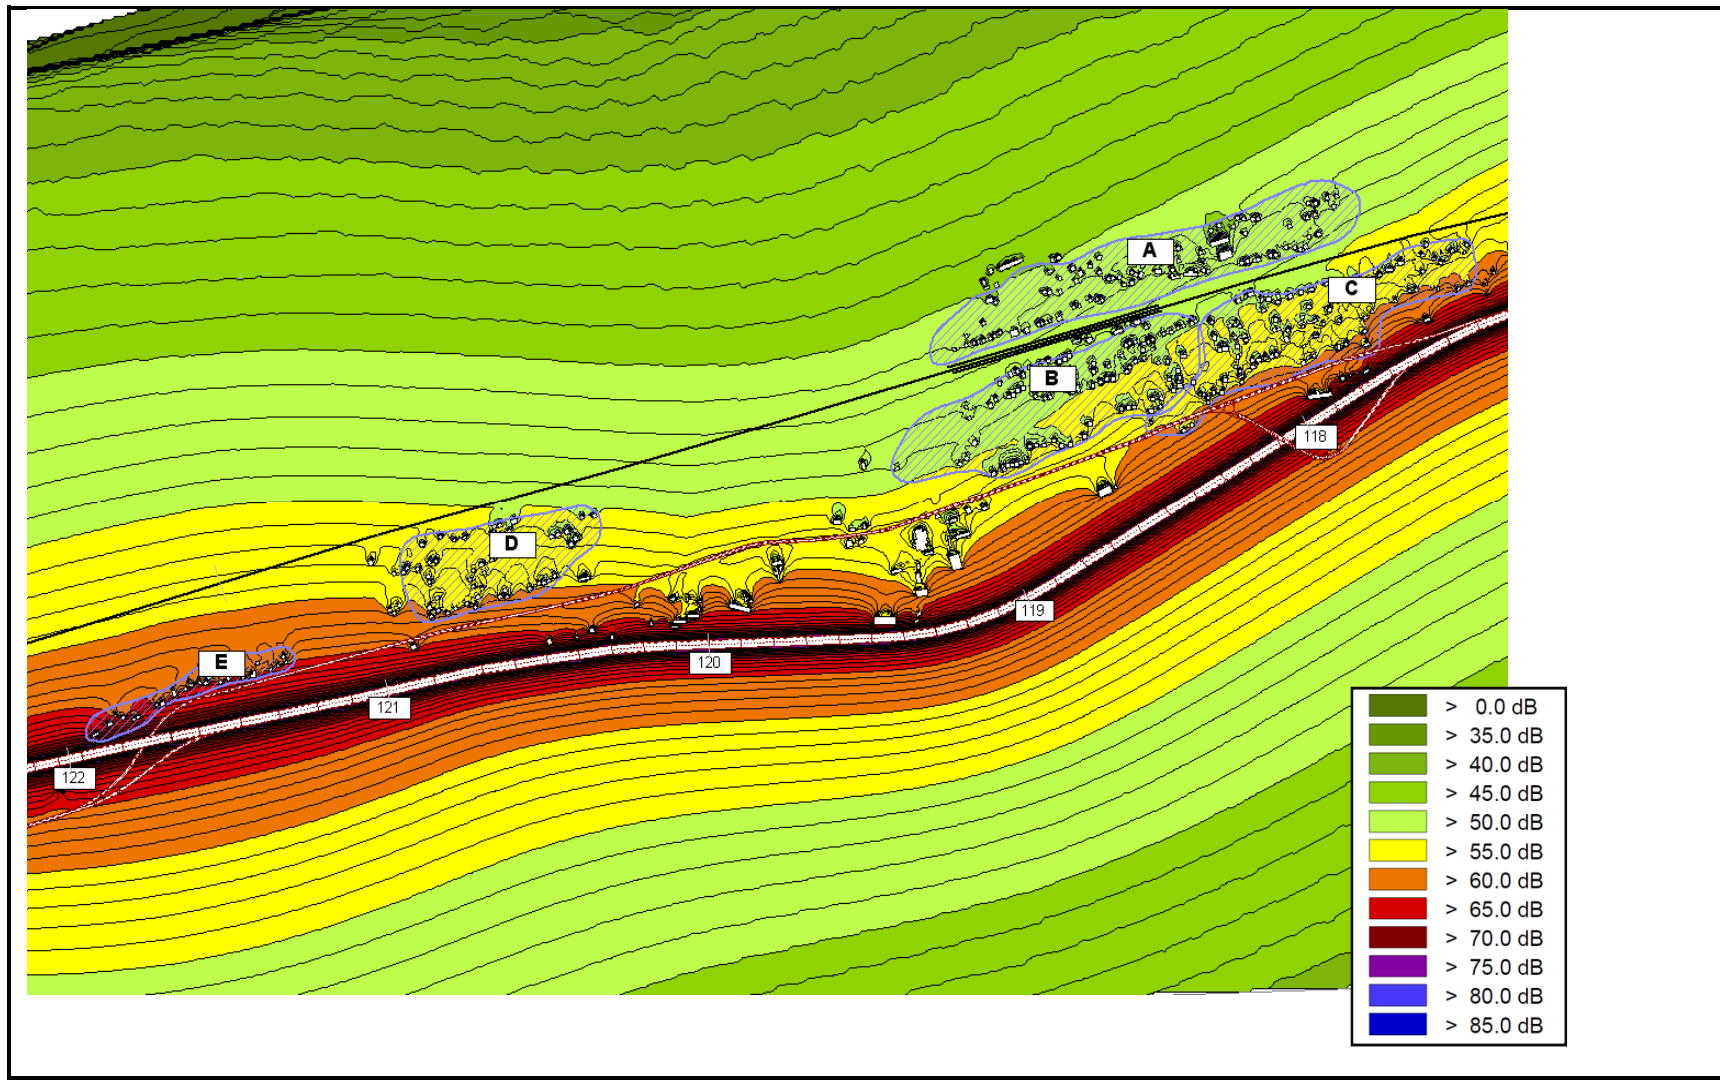 A
C
B
118
D
119
E
120
121
122
> 0.0 dB
> 35.0 dB
> 40.0 dB
> 45.0 dB
> 50.0 dB
> 55.0 dB
> 60.0 dB
> 65.0 dB
> 70.0 dB
> 75.0 dB
> 80.0 dB
> 85.0 dB